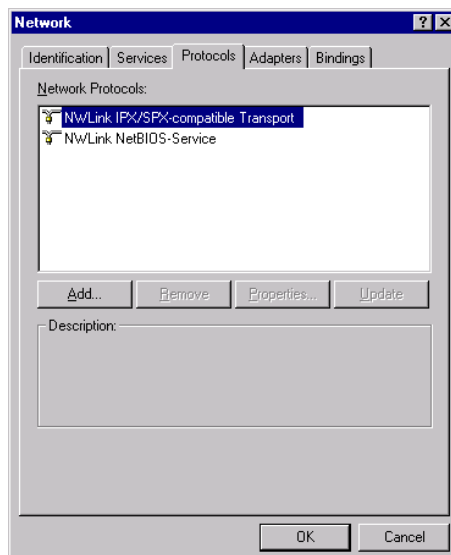 Network
Identification Services Protocols Adapters Bindings
Network Protocols:
NWLink IPX/SPX-compatible Transport
NWLink NetBIOS-Service
Add... Remove Properties... Update
Description:
OK Cancel